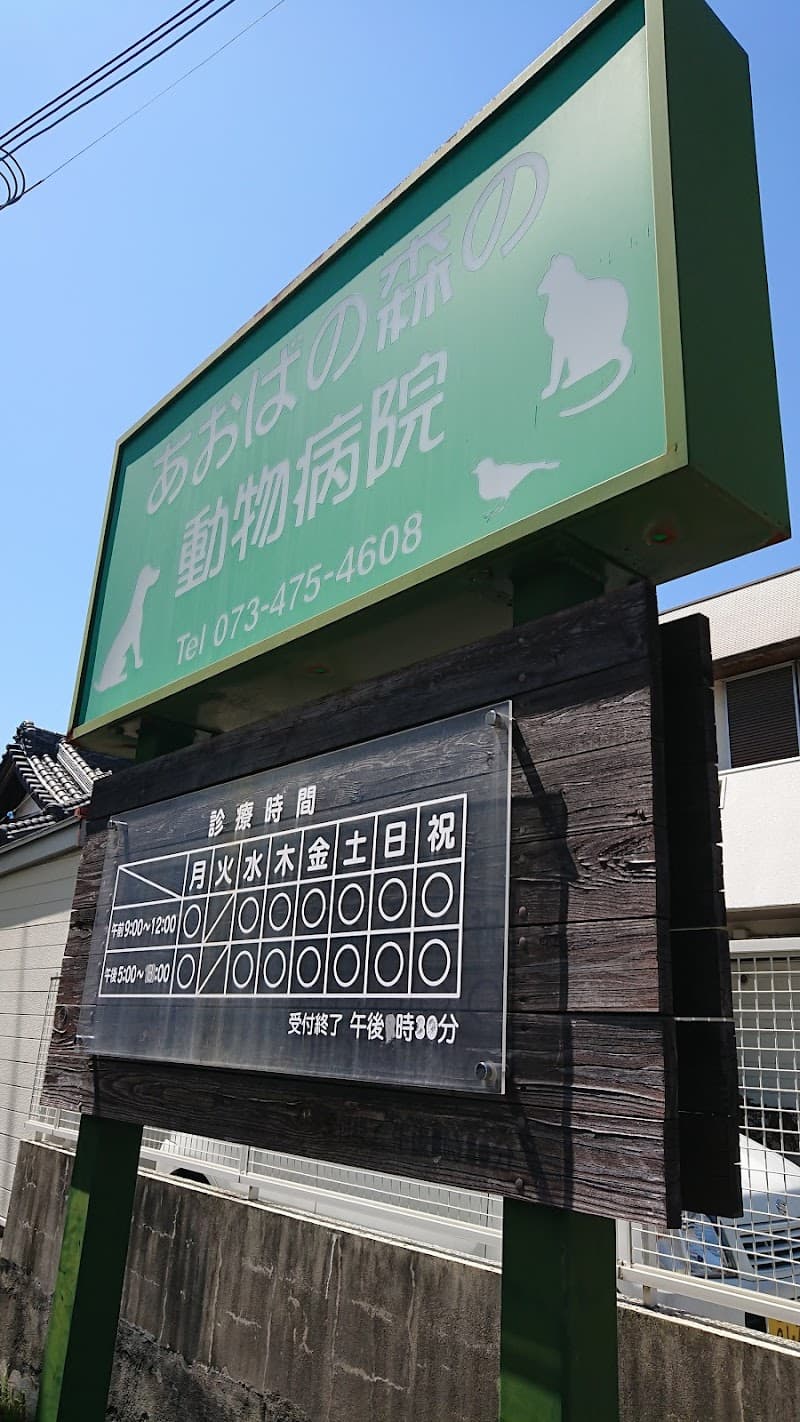 あおばの森の
動物病院
Tel 073-475-4608
診療時間
月 火 水 木 金 土 日 祝
午前 9:00~12:00 ○ / ○ ○ ○ ○ ○ ○
午後 5:00~ :00 ○ / ○ ○ ○ ○ ○ ○
受付終了 午後 時30分